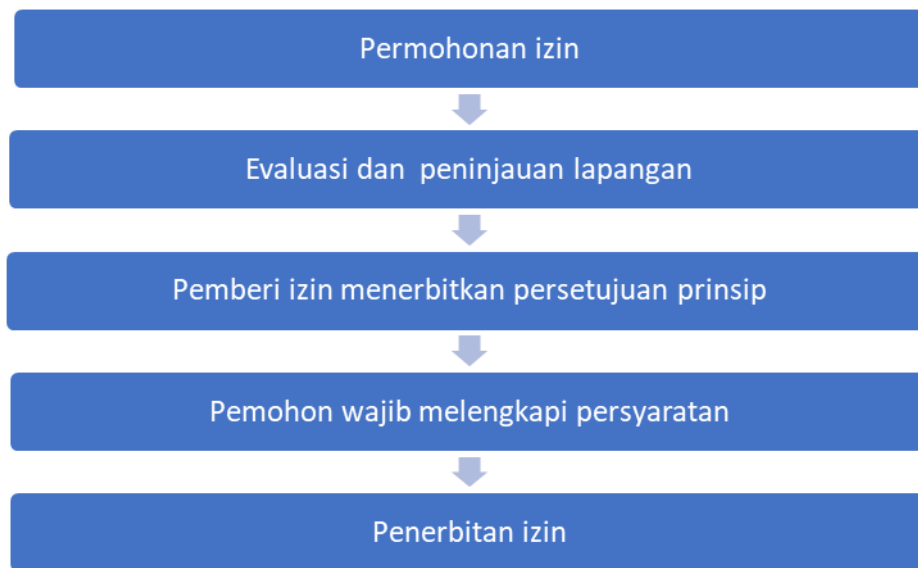 Permohonan izin
Evaluasi dan  peninjauan lapangan
Pemberi izin menerbitkan persetujuan prinsip
Pemohon wajib melengkapi persyaratan
Penerbitan izin